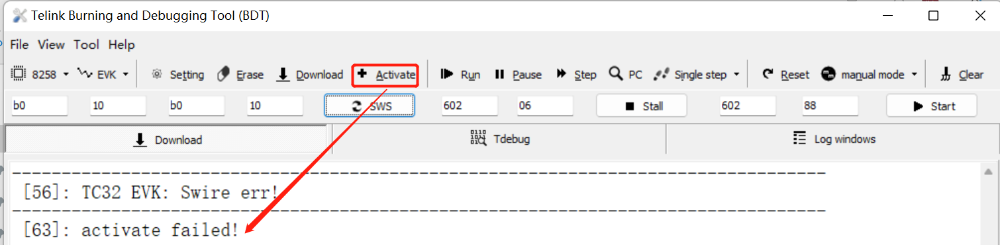 Telink Burning and Debugging Tool (BDT)
File View Tool Help
8258 EVK Setting Erase Download Activate Run Pause Step PC Single step Reset manual mode Clear
b0 10 b0 10 SWS 602 06 Stall 602 88 Start
Download Tdebug Log windows
[56]: TC32 EVK: Swire err!
[63]: activate failed!